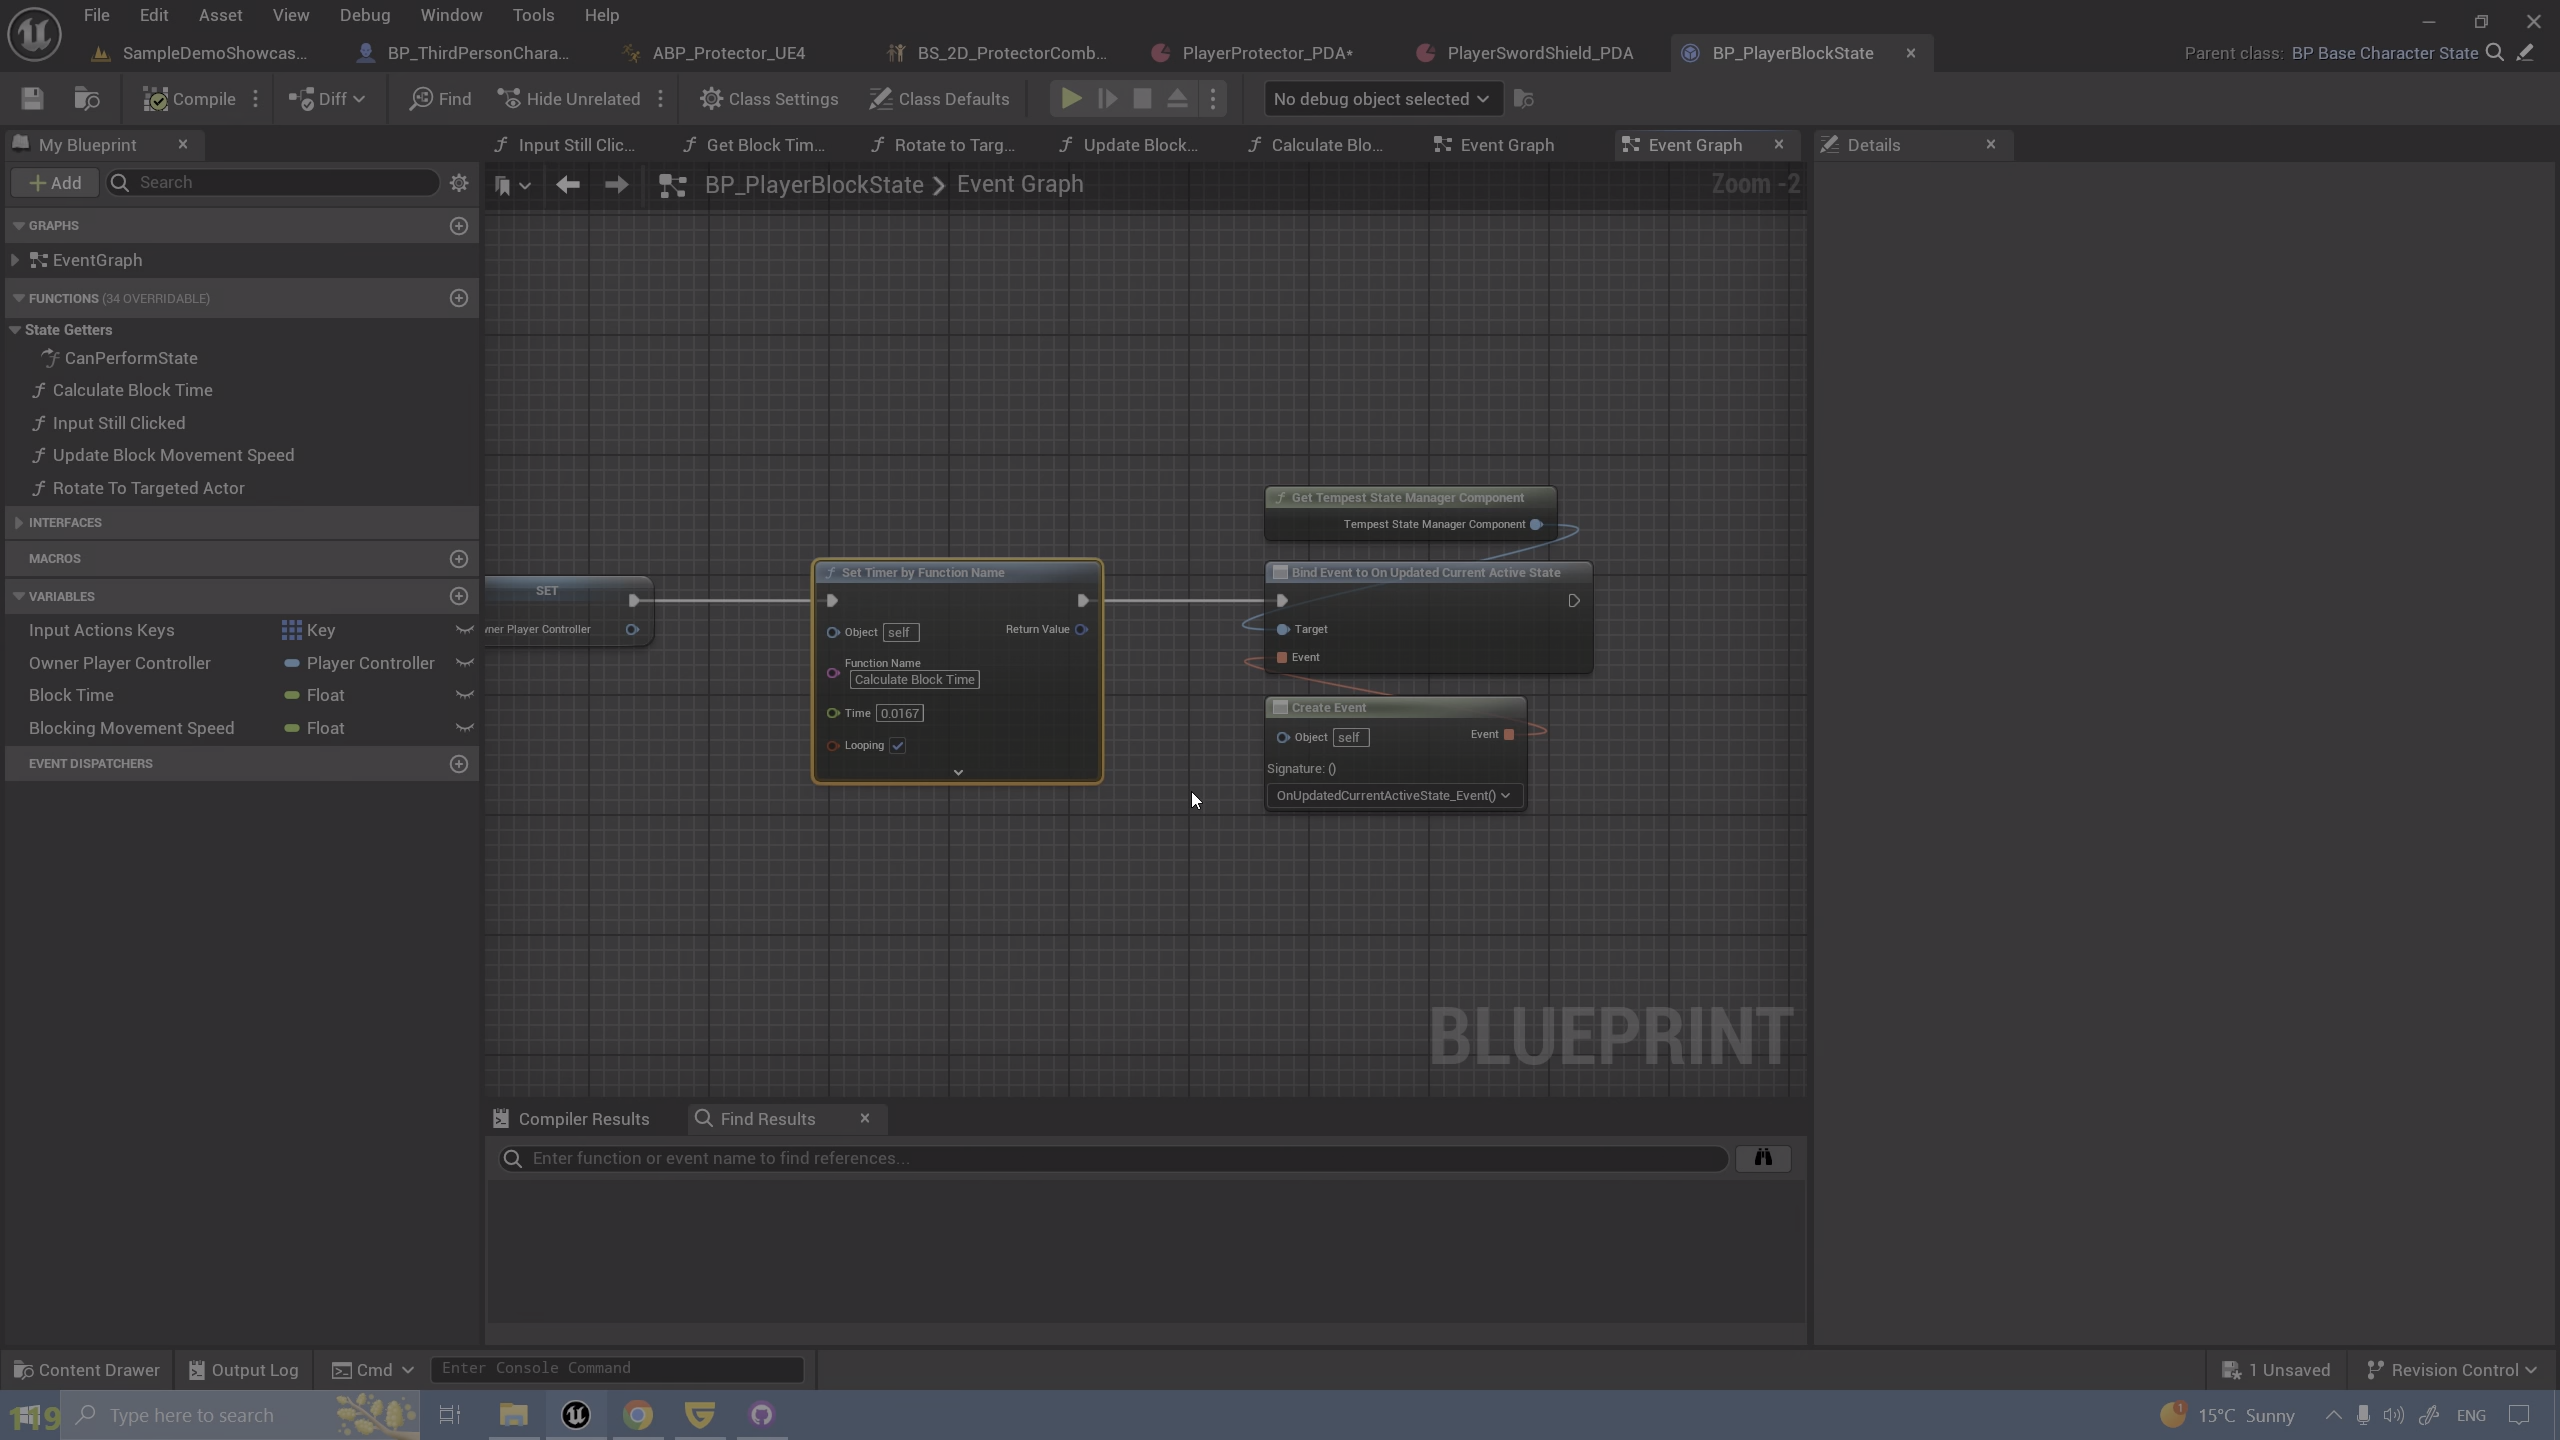 File Edit Asset View Debug Window Tools Help
SampleDemoShowcas... BP_ThirdPersonChara... ABP_Protector_UE4 BS_2D_ProtectorComb... PlayerProtector_PDA* PlayerSwordShield_PDA BP_PlayerBlockState Parent class: BP Base Character State
Compile Diff Find Hide Unrelated Class Settings Class Defaults No debug object selected
My Blueprint Input Still Clic... Get Block Tim... Rotate to Targ... Update Block... Calculate Blo... Event Graph Event Graph Details
Add Search BP_PlayerBlockState > Event Graph Zoom -2
GRAPHS
EventGraph
FUNCTIONS (34 OVERRIDABLE)
State Getters
CanPerformState
Calculate Block Time
Input Still Clicked
Update Block Movement Speed
Rotate To Targeted Actor
INTERFACES
MACROS
VARIABLES
Input Actions Keys Key
Owner Player Controller Player Controller
Block Time Float
Blocking Movement Speed Float
EVENT DISPATCHERS
SET
Player Controller
Set Timer by Function Name
Object self Return Value
Function Name
Calculate Block Time
Time 0.0167
Looping
Get Tempest State Manager Component
Tempest State Manager Component
Bind Event to On Updated Current Active State
Target
Event
Create Event
Object self Event
Signature: ()
OnUpdatedCurrentActiveState_Event()
BLUEPRINT
Compiler Results Find Results
Enter function or event name to find references...
Content Drawer Output Log Cmd Enter Console Command 1 Unsaved Revision Control
119 Type here to search 1 15°C Sunny ENG